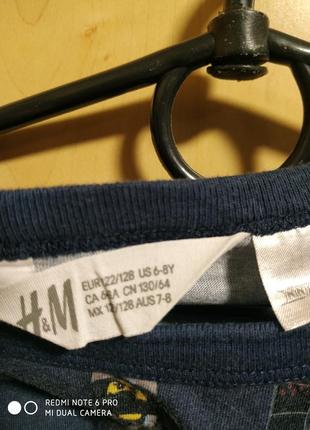 H&M
EUR 122/128 US 6-8Y
CA 6-8A CN 130/64
MX 12/128 AUS 7-8
REDMI NOTE 6 PRO
MI DUAL CAMERA